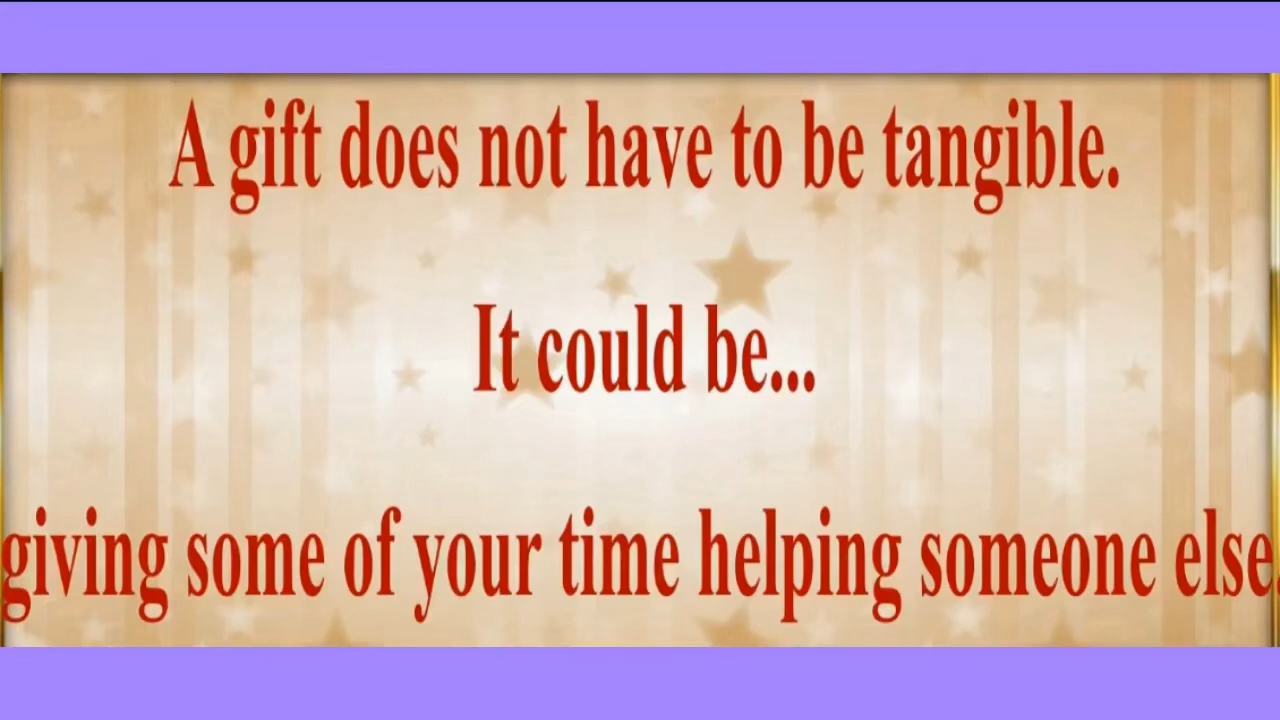 A gift does not have to be tangible.
It could be...
giving some of your time helping someone else.